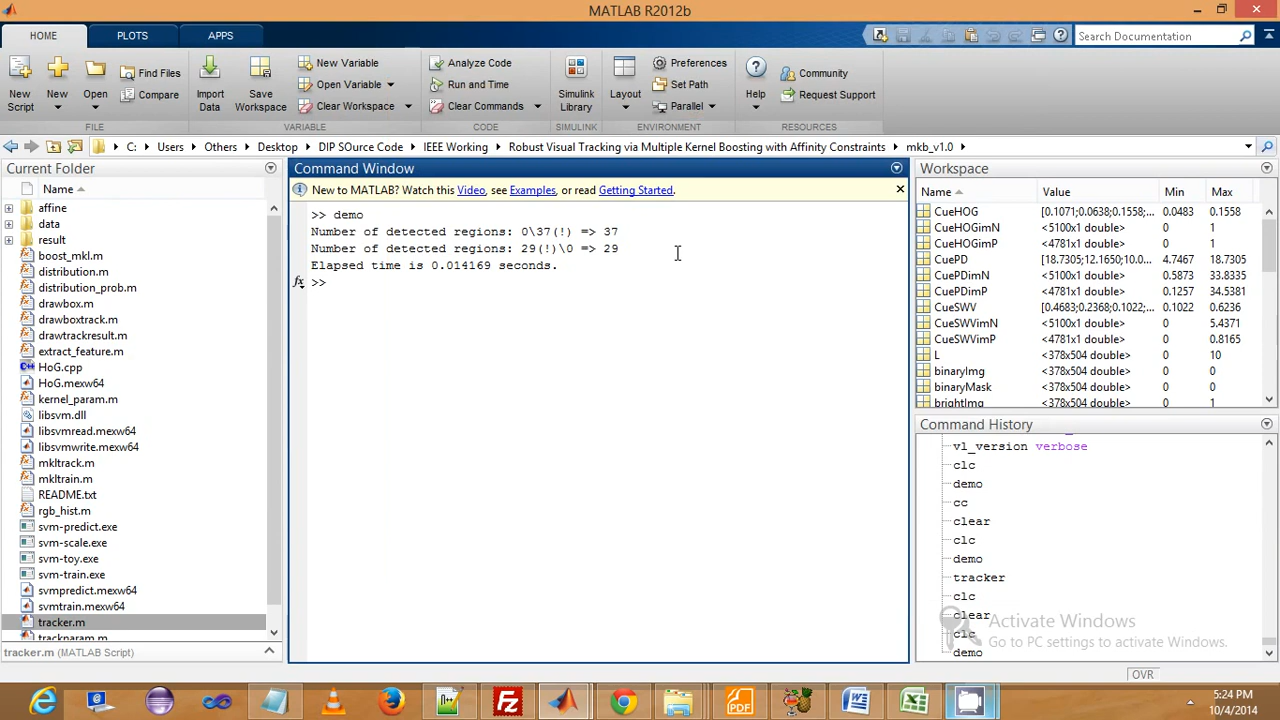 MATLAB R2012b
HOME
PLOTS
APPS
Search Documentation
New Script
New
Open
Find Files
Compare
FILE
Import Data
Save Workspace
New Variable
Open Variable
Clear Workspace
VARIABLE
Analyze Code
Run and Time
Clear Commands
CODE
Simulink Library
SIMULINK
Layout
Preferences
Set Path
Parallel
ENVIRONMENT
Help
Community
Request Support
RESOURCES
C: Users Others Desktop DIP SOurce Code IEEE Working Robust Visual Tracking via Multiple Kernel Boosting with Affinity Constraints mkb_v1.0
Current Folder
Name
affine
data
result
boost_mkl.m
distribution.m
distribution_prob.m
drawbox.m
drawboxtrack.m
drawtrackresult.m
extract_feature.m
HoG.cpp
HoG.mexw64
kernel_param.m
libsvm.dll
libsvmread.mexw64
libsvmwrite.mexw64
mkltrack.m
mkltrain.m
README.txt
rgb_hist.m
svm-predict.exe
svm-scale.exe
svm-toy.exe
svm-train.exe
svmpredict.mexw64
svmtrain.mexw64
tracker.m
trackparam.m
tracker.m (MATLAB Script)
Command Window
New to MATLAB? Watch this Video, see Examples, or read Getting Started.
>> demo
Number of detected regions: 0\37(!) => 37
Number of detected regions: 29(!)\0 => 29
Elapsed time is 0.014169 seconds.
fx >>
Workspace
Name Value Min Max
CueHOG [0.1071;0.0638;0.1558;... 0.0483 0.1558
CueHOGimN <5100x1 double> 0 1
CueHOGimP <4781x1 double> 0 1
CuePD [18.7305;12.1650;10.0... 4.7467 18.7305
CuePDimN <5100x1 double> 0.5873 33.8335
CuePDimP <4781x1 double> 0.1257 34.5381
CueSWV [0.4683;0.2368;0.1022;... 0.1022 0.6236
CueSWVimN <5100x1 double> 0 5.4371
CueSWVimP <4781x1 double> 0 0.8165
L <378x504 double> 0 10
binaryImg <378x504 double> 0 0
binaryMask <378x504 double> 0 0
brightImg <378x504 double> 0 1
Command History
vl_version verbose
clc
demo
cc
clear
clc
demo
tracker
clc
clear
clc
demo
Activate Windows
Go to PC settings to activate Windows.
OVR
5:24 PM
10/4/2014